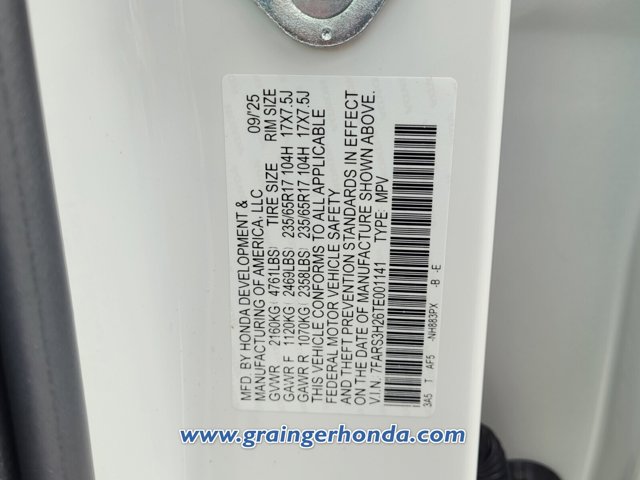 MFD. BY HONDA DEVELOPMENT & 09/'25
MANUFACTURING OF AMERICA, LLC
GVWR 2160KG( 4761LBS) TIRE SIZE RIM SIZE
GAWR F 1120KG( 2469LBS) 235/65R17 104H 17X7.5J
GAWR R 1070KG( 2358LBS) 235/65R17 104H 17X7.5J
THIS VEHICLE CONFORMS TO ALL APPLICABLE
FEDERAL MOTOR VEHICLE SAFETY
AND THEFT PREVENTION STANDARDS IN EFFECT
ON THE DATE OF MANUFACTURE SHOWN ABOVE.
V.I.N. 7FARS3H26TE001141 TYPE: MPV
3A5 T AF5 -NH883PX -B -E
www.graingerhonda.com